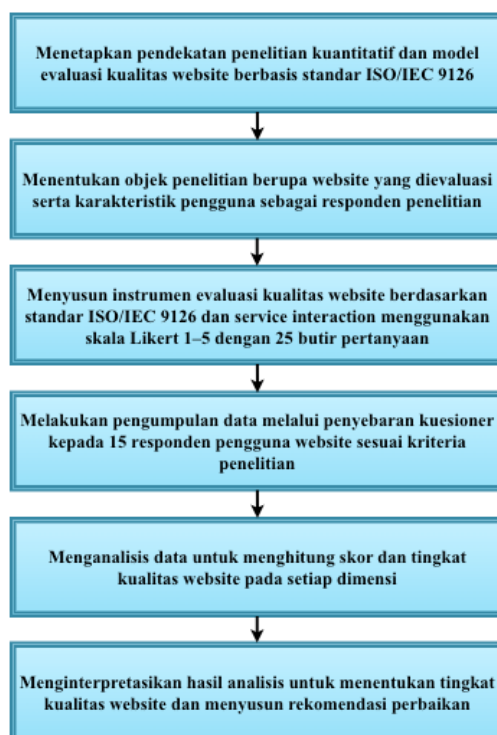 Menetapkan pendekatan penelitian kuantitatif dan model
evaluasi kualitas website berbasis standar ISO/IEC 9126
Menentukan objek penelitian berupa website yang dievaluasi
serta karakteristik pengguna sebagai responden penelitian
Menyusun instrumen evaluasi kualitas website berdasarkan
standar ISO/IEC 9126 dan service interaction menggunakan
skala Likert 1–5 dengan 25 butir pertanyaan
Melakukan pengumpulan data melalui penyebaran kuesioner
kepada 15 responden pengguna website sesuai kriteria
penelitian
Menganalisis data untuk menghitung skor dan tingkat
kualitas website pada setiap dimensi
Menginterpretasikan hasil analisis untuk menentukan tingkat
kualitas website dan menyusun rekomendasi perbaikan